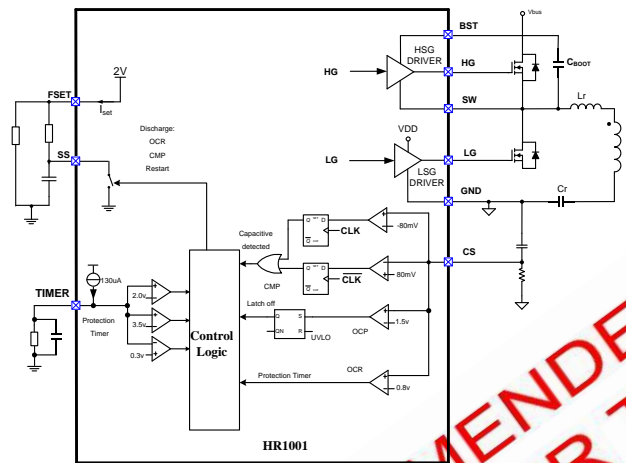 Vbus
BST
HSG
DRIVER
HG
HG
CBOOT
SW
Lr
2V
FSET
Iset
Discharge:
OCR
CMP
Restart
SS
VDD
LG
LG
LSG
DRIVER
GND
Cr
Capacitive
detected
Q SET D
CLK
Q
-80mV
CS
CMP
Q SET D
CLK
Q
80mV
130uA
TIMER
Protection
Timer
2.0v
3.5v
0.3v
Control
Logic
Latch off
Q S
QN R
UVLO
OCP
1.5v
Protection Timer
OCR
0.8v
HR1001
MENDE
R T